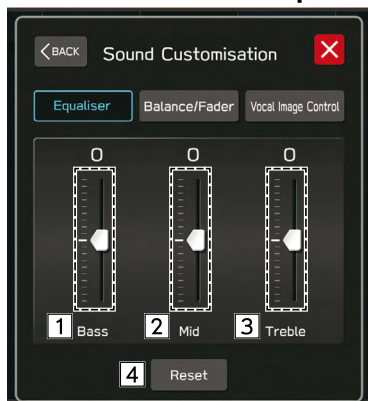 BACK Sound Customisation
Equaliser Balance/Fader Vocal Image Control
0 0 0
1 Bass 2 Mid 3 Treble
4 Reset